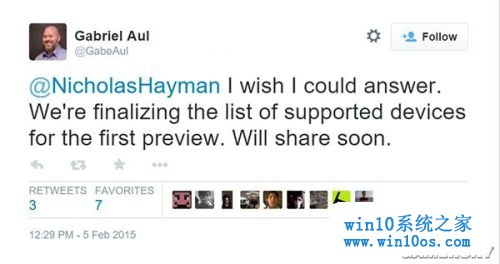 Gabriel Aul
@GabeAul
Follow
@NicholasHayman I wish I could answer.
We're finalizing the list of supported devices
for the first preview. Will share soon.
RETWEETS FAVORITES
3 7
12:29 PM - 5 Feb 2015
win10系统之家
www.win10os.com